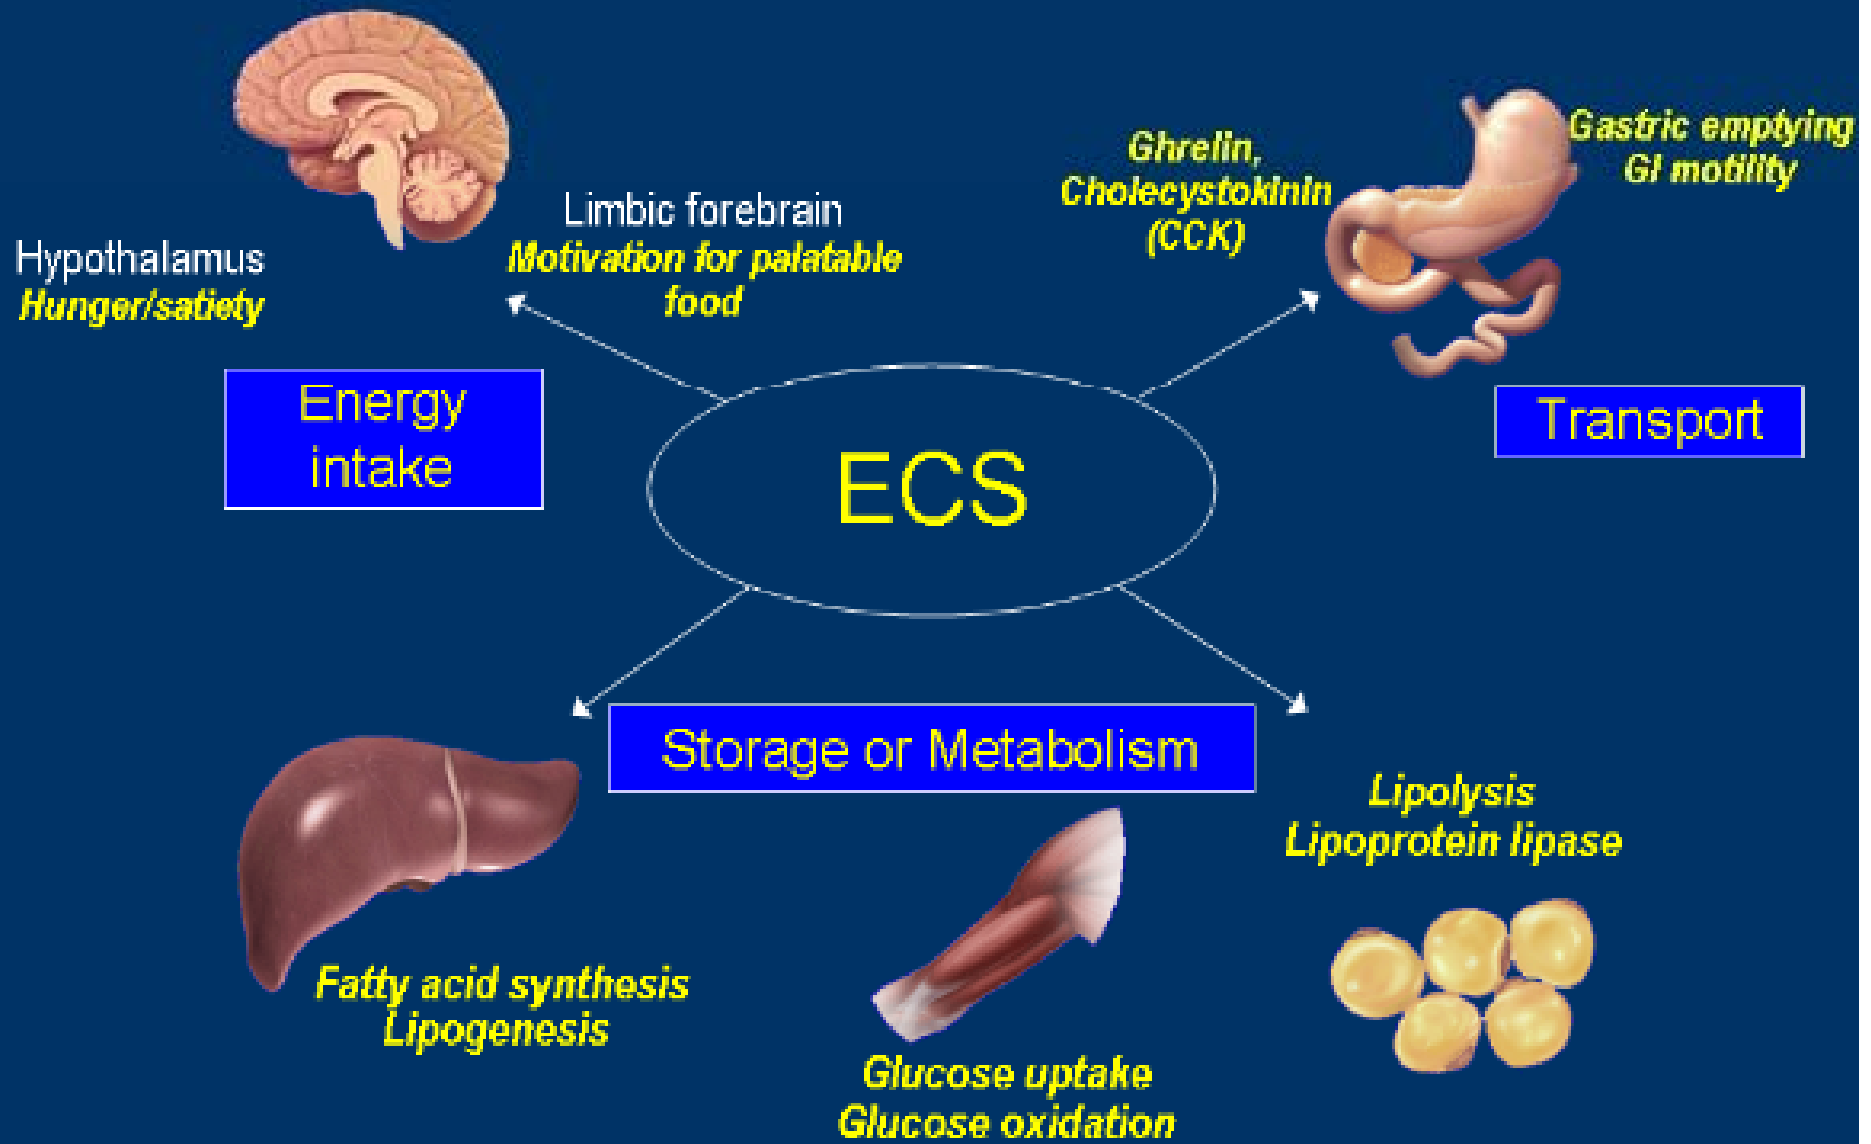 Limbic forebrain
Motivation for palatable
food
Hypothalamus
Hunger/satiety
Energy
intake
Ghrelin,
Cholecystokinin
(CCK)
Gastric emptying
GI motility
Transport
ECS
Storage or Metabolism
Fatty acid synthesis
Lipogenesis
Glucose uptake
Glucose oxidation
Lipolysis
Lipoprotein lipase